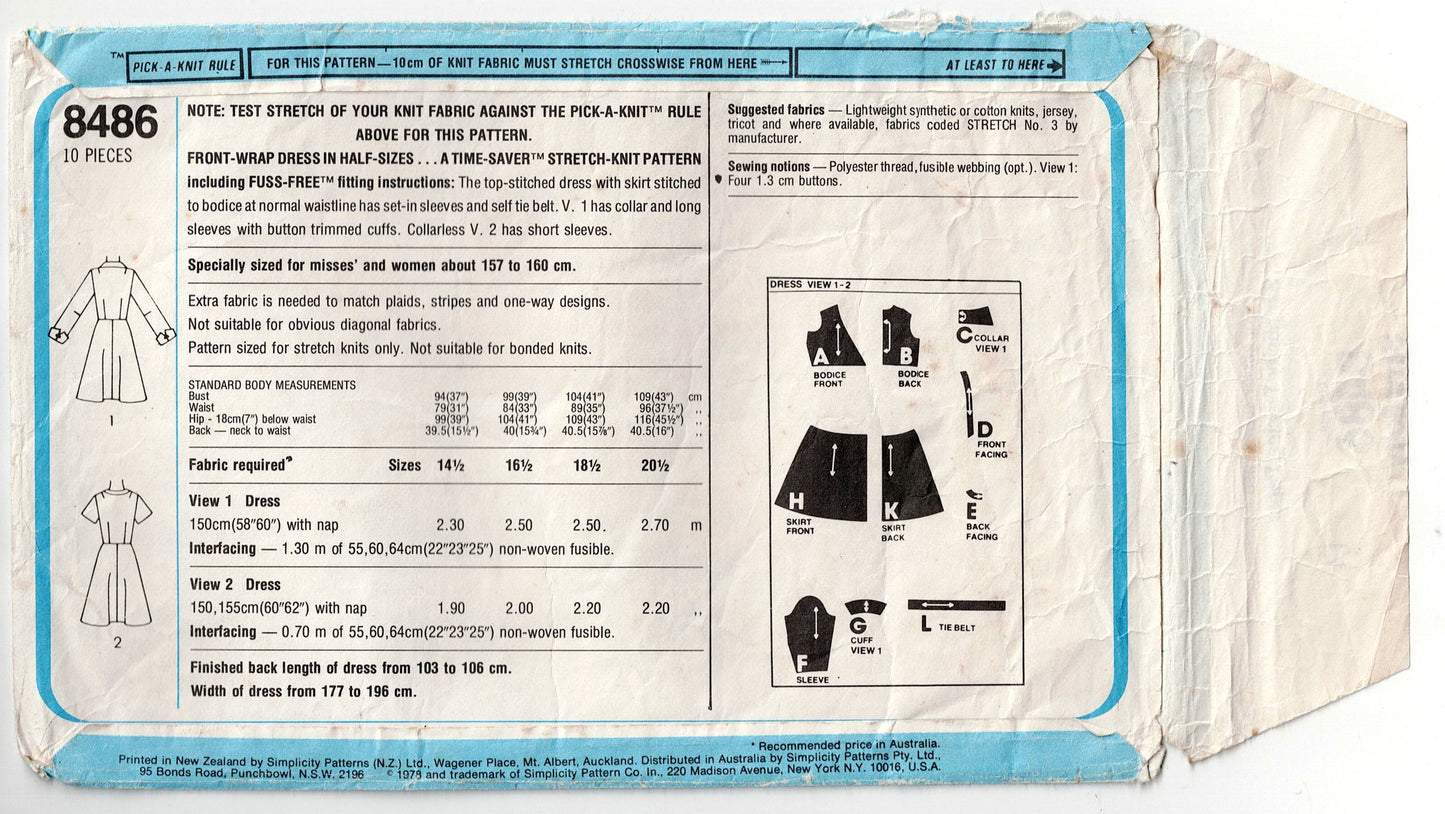 ™ PICK-A-KNIT RULE FOR THIS PATTERN—10cm OF KNIT FABRIC MUST STRETCH CROSSWISE FROM HERE AT LEAST TO HERE
8486
10 PIECES
1
2
NOTE: TEST STRETCH OF YOUR KNIT FABRIC AGAINST THE PICK-A-KNIT™ RULE
ABOVE FOR THIS PATTERN.
FRONT-WRAP DRESS IN HALF-SIZES . . . A TIME-SAVER™ STRETCH-KNIT PATTERN
including FUSS-FREE™ fitting instructions: The top-stitched dress with skirt stitched
to bodice at normal waistline has set-in sleeves and self tie belt. V. 1 has collar and long
sleeves with button trimmed cuffs. Collarless V. 2 has short sleeves.
Specially sized for misses' and women about 157 to 160 cm.
Extra fabric is needed to match plaids, stripes and one-way designs.
Not suitable for obvious diagonal fabrics.
Pattern sized for stretch knits only. Not suitable for bonded knits.
STANDARD BODY MEASUREMENTS
Bust 94(37") 99(39") 104(41") 109(43") cm
Waist 79(31") 84(33") 89(35") 96(37½") ,,
Hip - 18cm(7") below waist 99(39") 104(41") 109(43") 116(45½") ,,
Back — neck to waist 39.5(15½") 40(15¾") 40.5(15⅞") 40.5(16") ,,
Fabric required Sizes 14½ 16½ 18½ 20½
View 1 Dress
150cm(58"60") with nap 2.30 2.50 2.50. 2.70 m
Interfacing — 1.30 m of 55,60,64cm(22"23"25") non-woven fusible.
View 2 Dress
150,155cm(60"62") with nap 1.90 2.00 2.20 2.20 ,,
Interfacing — 0.70 m of 55,60,64cm(22"23"25") non-woven fusible.
Finished back length of dress from 103 to 106 cm.
Width of dress from 177 to 196 cm.
Suggested fabrics — Lightweight synthetic or cotton knits, jersey,
tricot and where available, fabrics coded STRETCH No. 3 by
manufacturer.
Sewing notions — Polyester thread, fusible webbing (opt.). View 1:
Four 1.3 cm buttons.
DRESS VIEW 1-2
A
BODICE
FRONT
B
BODICE
BACK
C COLLAR
VIEW 1
D
FRONT
FACING
H
SKIRT
FRONT
K
SKIRT
BACK
E
BACK
FACING
F
SLEEVE
G
CUFF
VIEW 1
L TIE BELT
* Recommended price in Australia.
Printed in New Zealand by Simplicity Patterns (N.Z.) Ltd., Wagener Place, Mt. Albert, Auckland. Distributed in Australia by Simplicity Patterns Pty. Ltd.,
95 Bonds Road, Punchbowl, N.S.W. 2196 © 1978 and trademark of Simplicity Pattern Co. In., 220 Madison Avenue, New York N.Y. 10016, U.S.A.